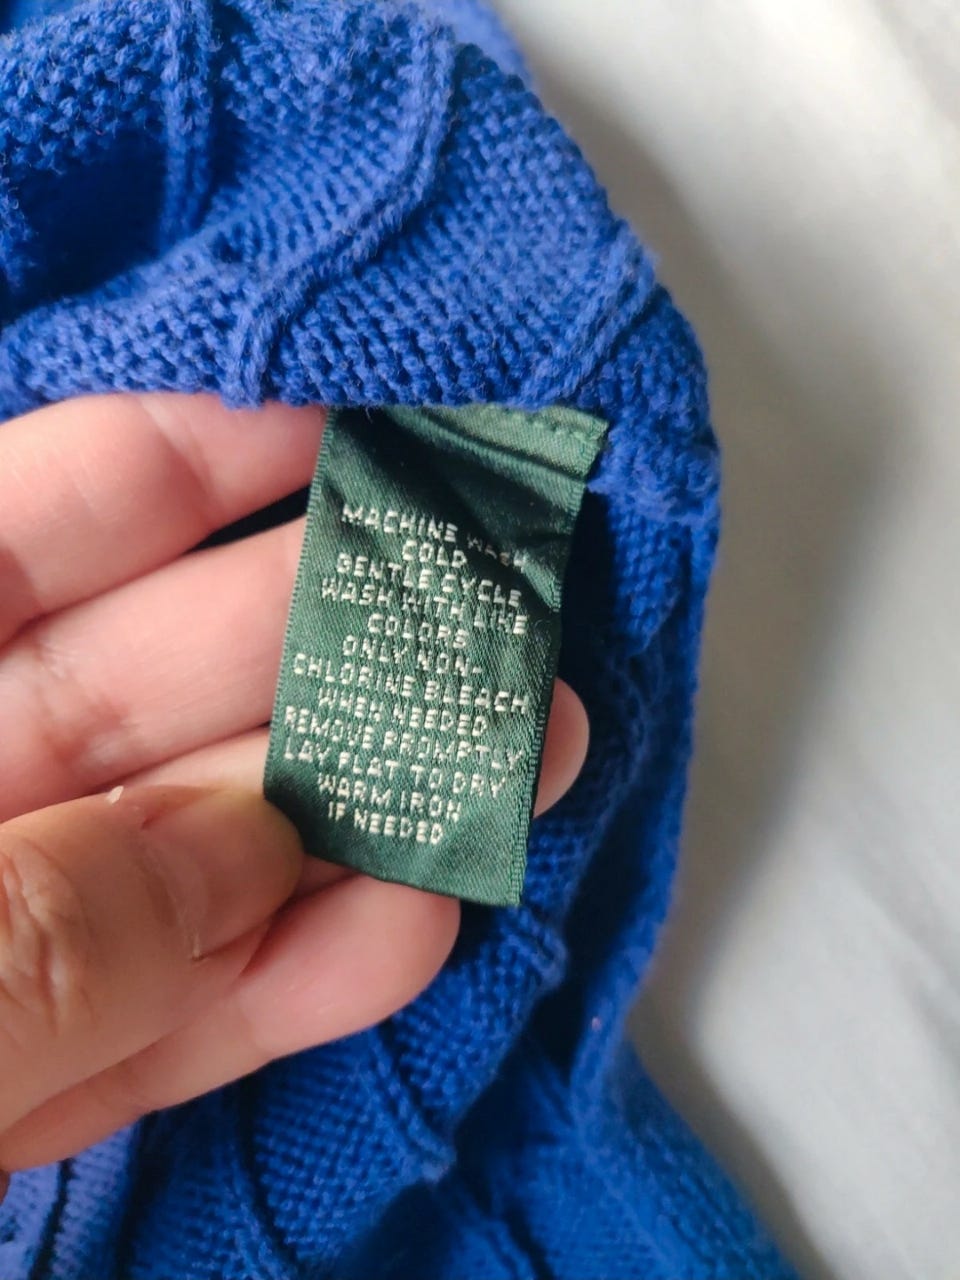 MACHINE WASH
COLD
GENTLE CYCLE
WASH WITH LIKE
COLORS
ONLY NON-
CHLORINE BLEACH
WHEN NEEDED
REMOVE PROMPTLY
LAY FLAT TO DRY
WARM IRON
IF NEEDED